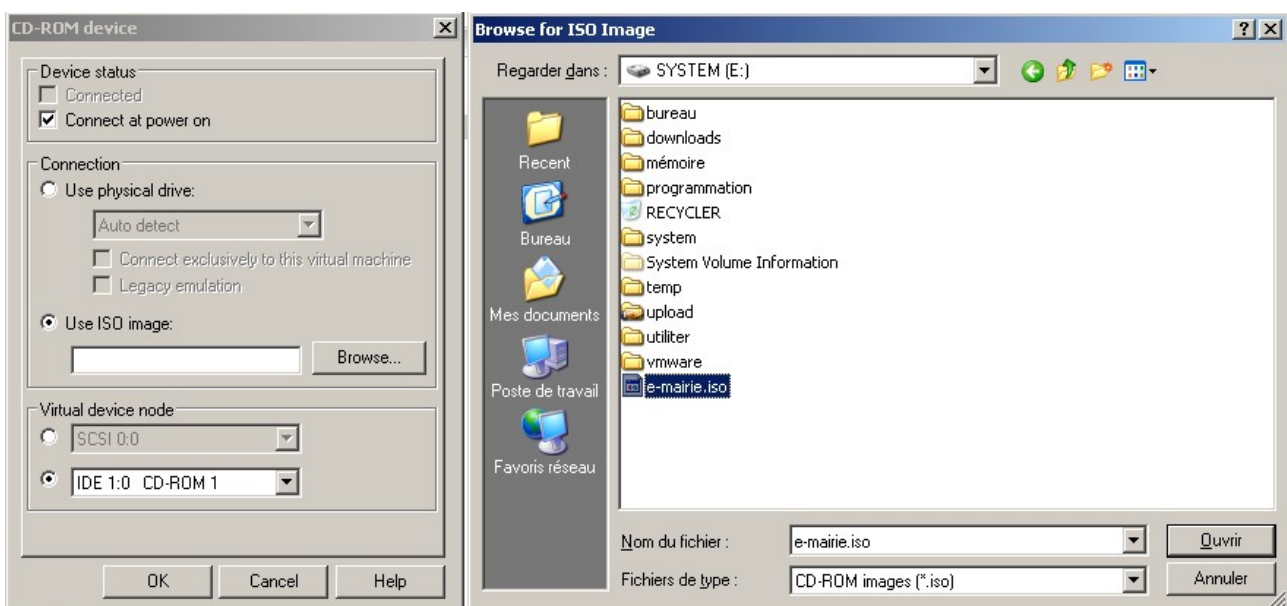 CD-ROM device
Device status
Connected
Connect at power on
Connection
Use physical drive:
Auto detect
Connect exclusively to this virtual machine
Legacy emulation
Use ISO image:
Browse...
Virtual device node
SCSI 0:0
IDE 1:0 CD-ROM 1
OK Cancel Help
Browse for ISO Image
Regarder dans : SYSTEM (E:)
Recent
Bureau
Mes documents
Poste de travail
Favoris réseau
bureau
downloads
mémoire
programmation
RECYCLER
system
System Volume Information
temp
upload
utiliter
vmware
e-mairie.iso
Nom du fichier : e-mairie.iso Ouvrir
Fichiers de type : CD-ROM images (*.iso) Annuler